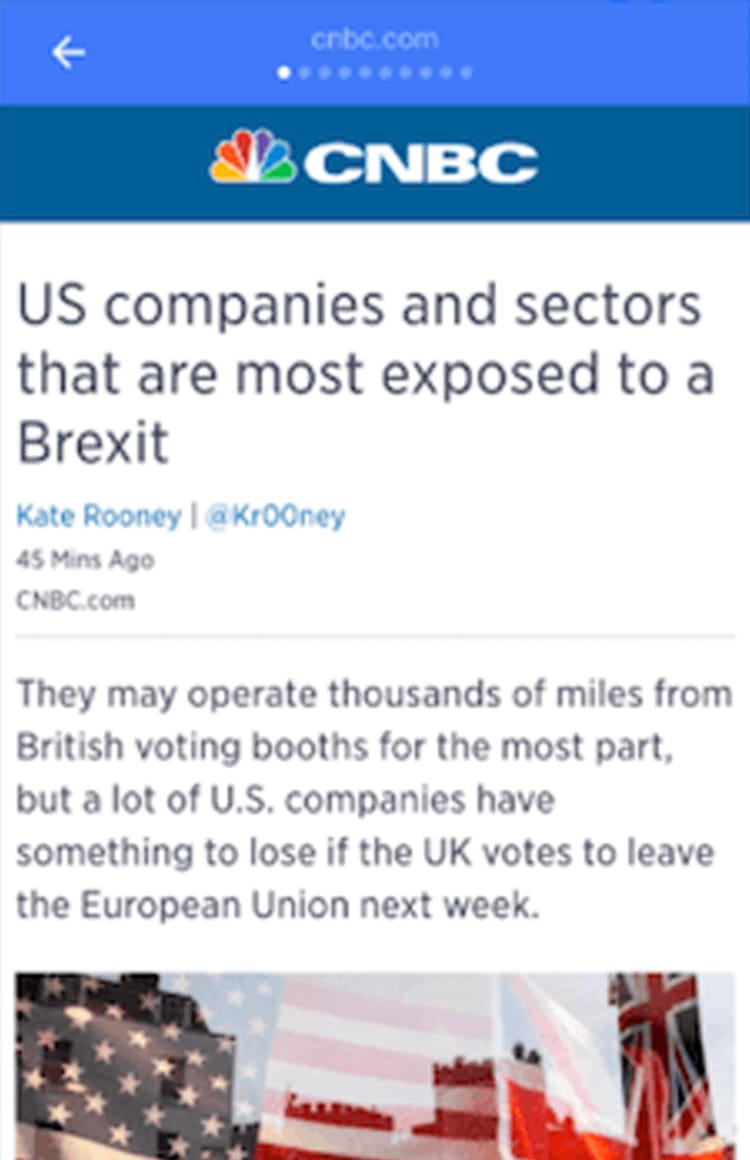 cnbc.com
CNBC
US companies and sectors
that are most exposed to a
Brexit
Kate Rooney | @Kr00ney
45 Mins Ago
CNBC.com
They may operate thousands of miles from
British voting booths for the most part,
but a lot of U.S. companies have
something to lose if the UK votes to leave
the European Union next week.